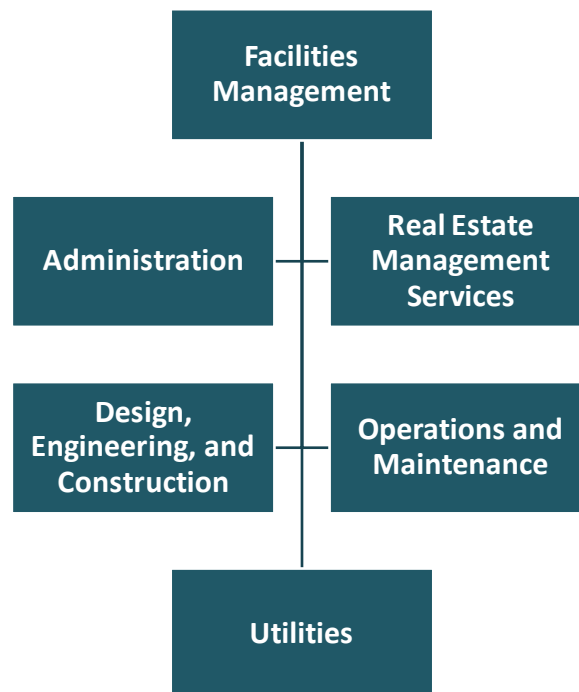 Facilities
Management
Administration
Real Estate
Management
Services
Design,
Engineering, and
Construction
Operations and
Maintenance
Utilities